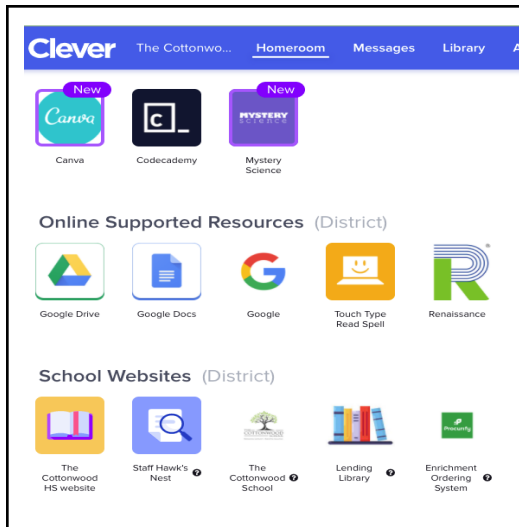 Clever The Cottonwo... Homeroom Messages Library A
New New
Canva MYSTERY
science
Canva Codecademy Mystery
Science
Online Supported Resources (District)
Google Drive Google Docs Google Touch Type
Read Spell Renaissance
School Websites (District)
COTTONWOOD
Procurify
The
Cottonwood
HS website
Staff Hawk's
Nest
The
Cottonwood
School
Lending
Library
Enrichment
Ordering
System